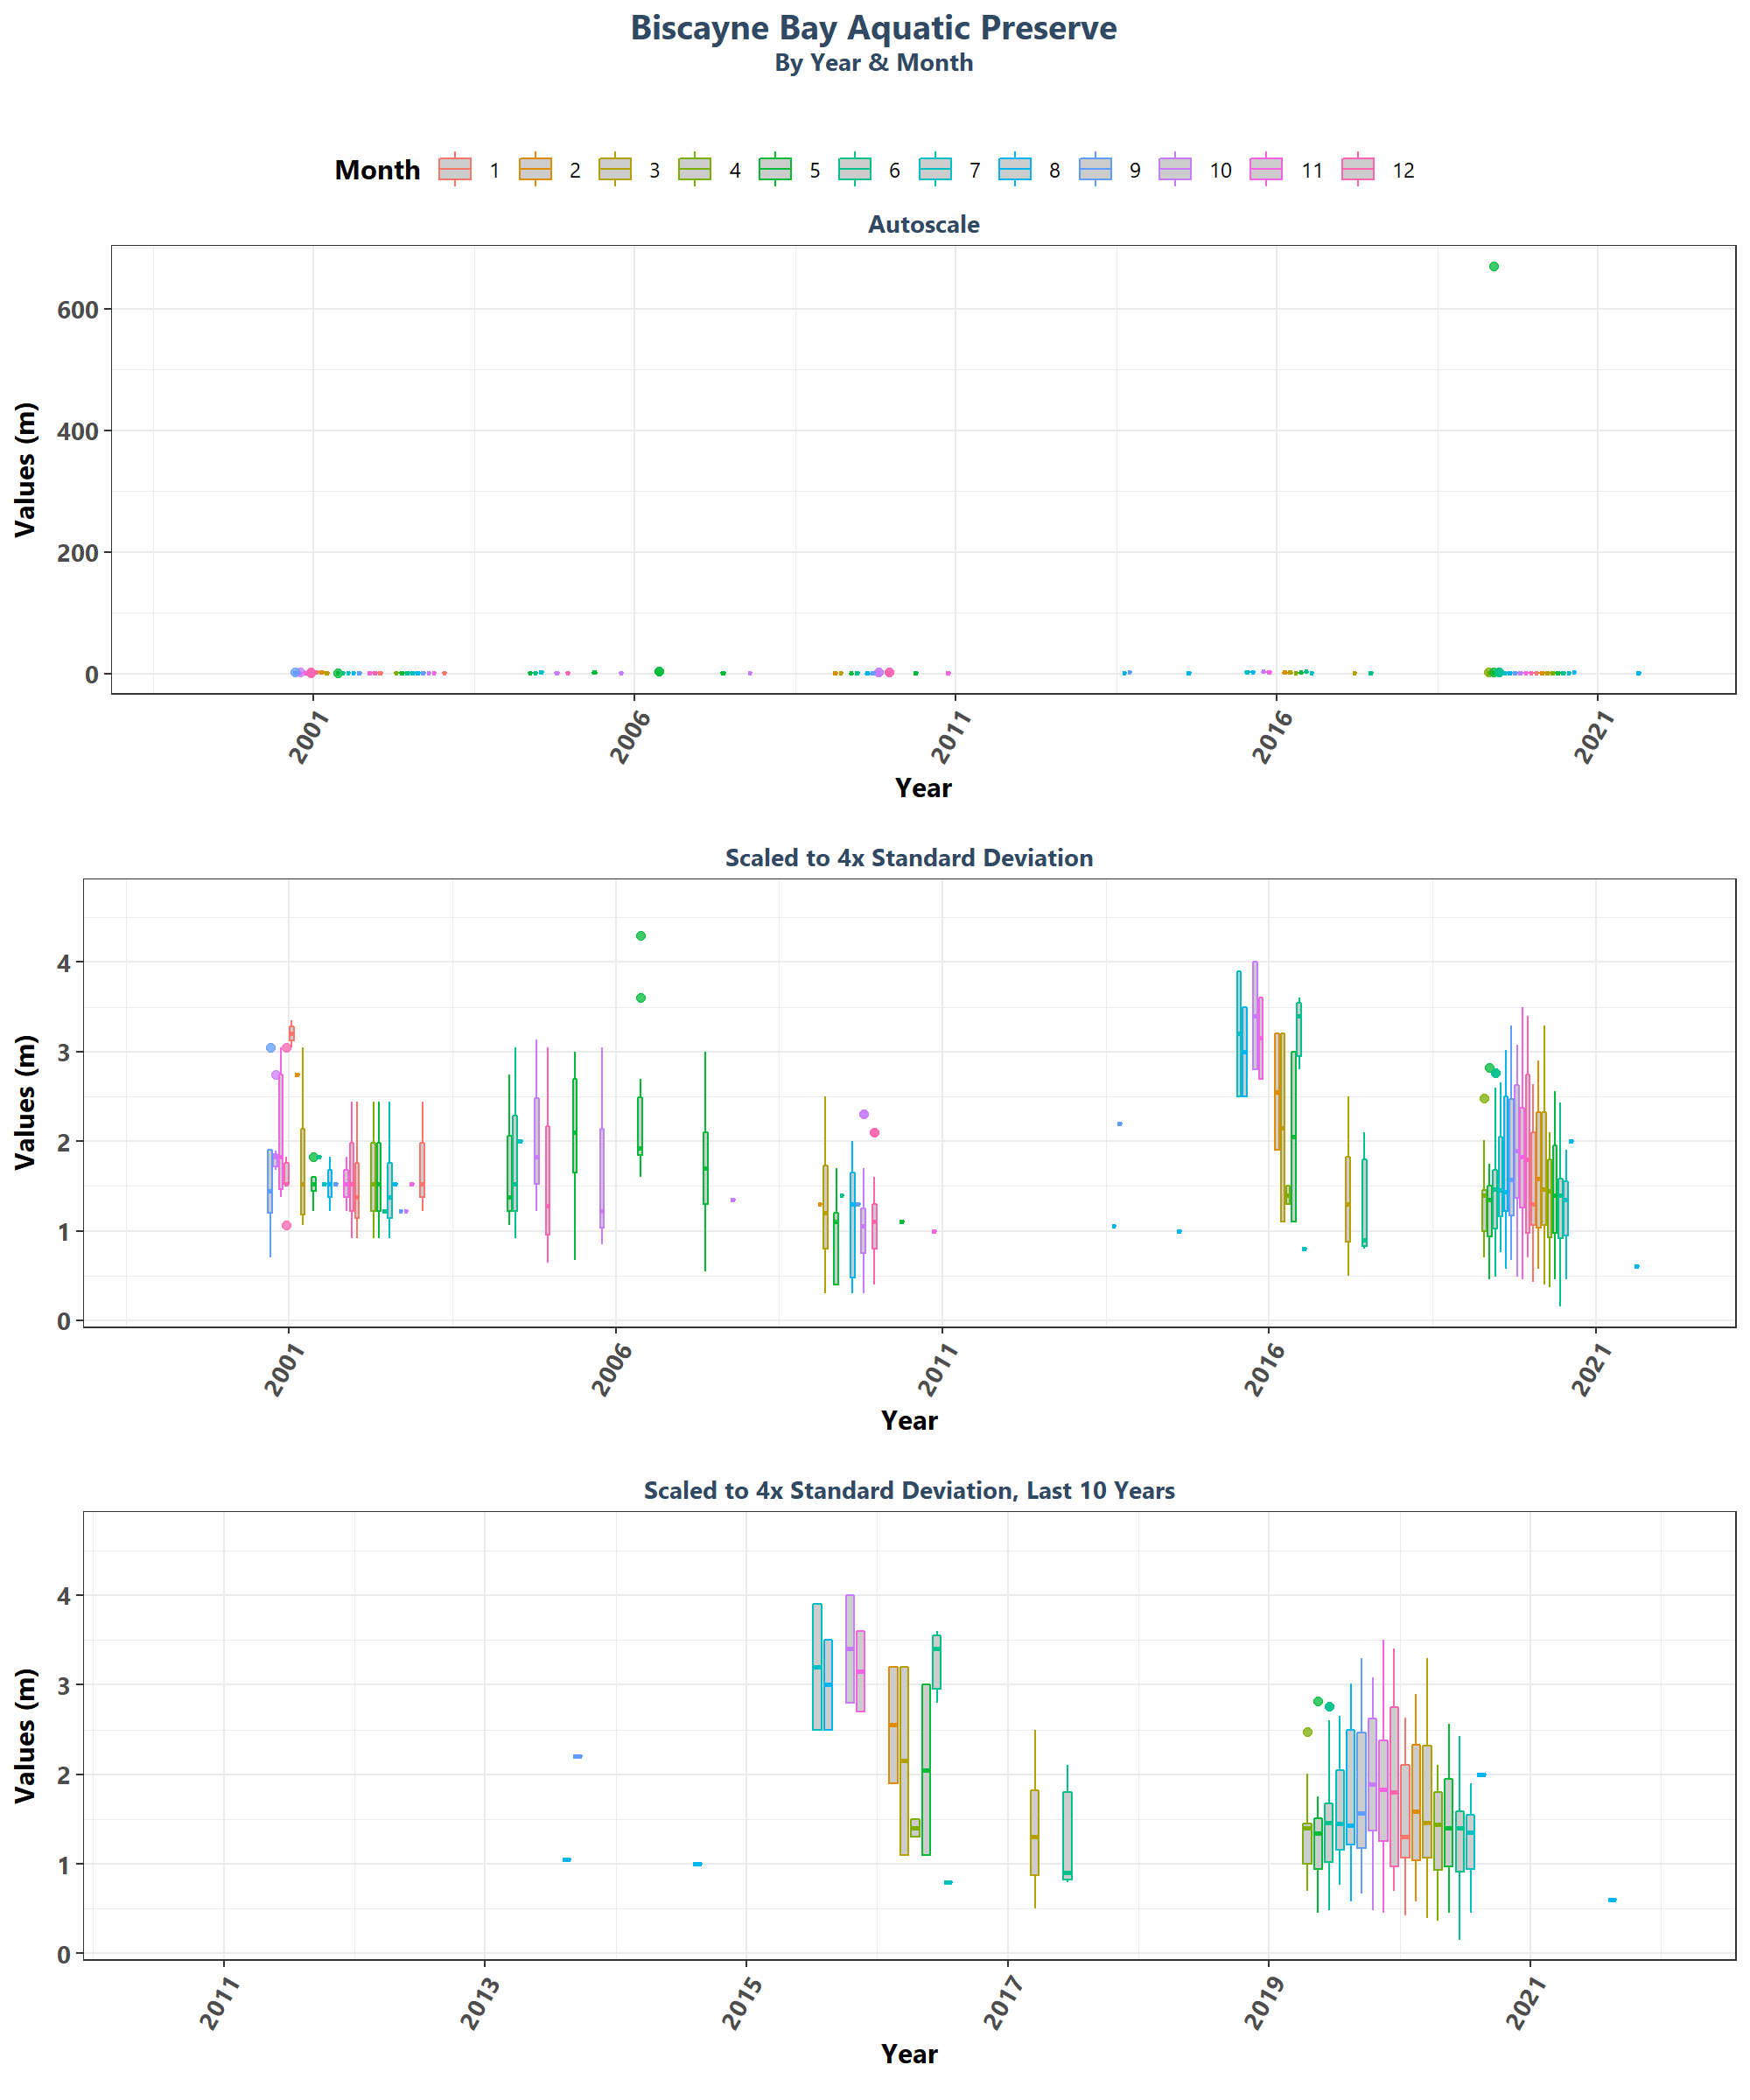 Biscayne Bay Aquatic Preserve
By Year & Month
Month 1 2 3 4 5 6 7 8 9 10 11 12
Autoscale
Values (m)
600
400
200
0
2001 2006 2011 2016 2021
Year
Scaled to 4x Standard Deviation
Values (m)
4
3
2
1
0
2001 2006 2011 2016 2021
Year
Scaled to 4x Standard Deviation, Last 10 Years
Values (m)
4
3
2
1
0
2011 2013 2015 2017 2019 2021
Year